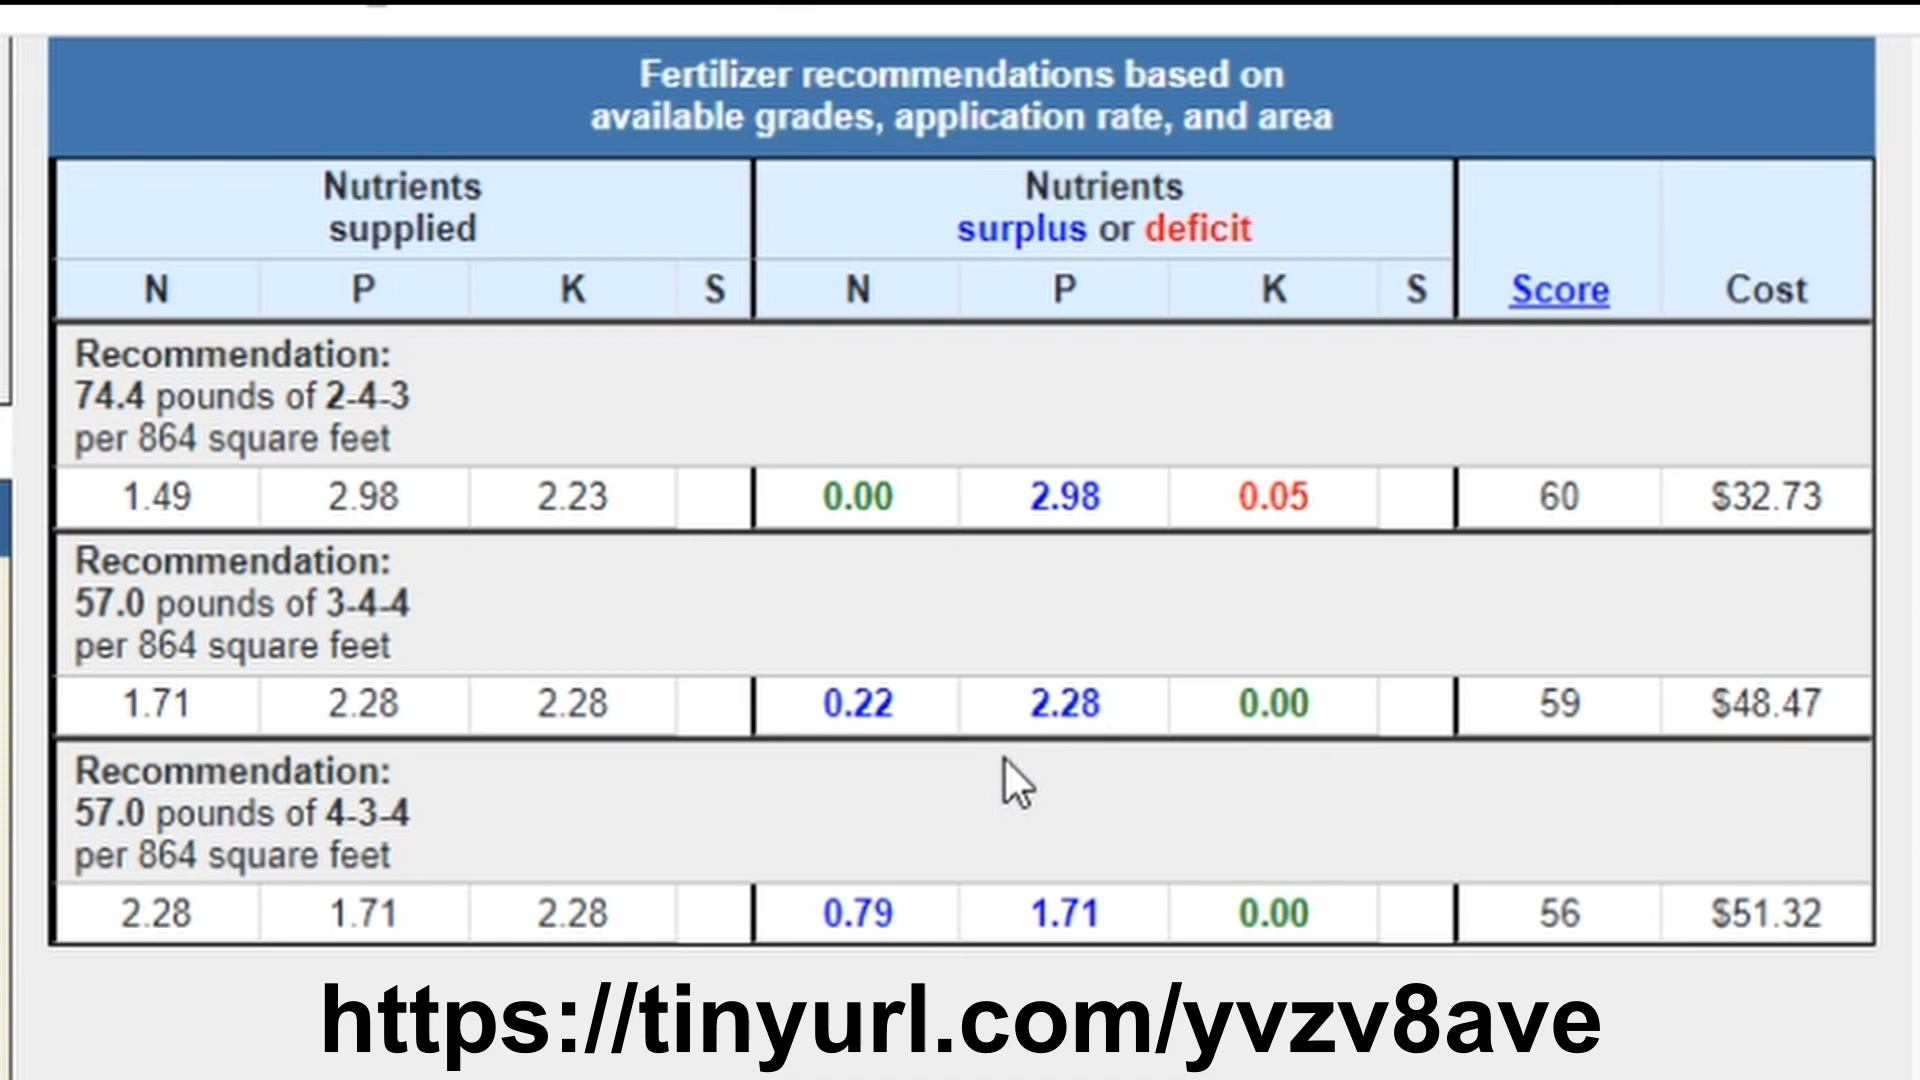 Fertilizer recommendations based on
available grades, application rate, and area
Nutrients supplied
Nutrients surplus or deficit
N P K S N P K S Score Cost
Recommendation:
74.4 pounds of 2-4-3
per 864 square feet
1.49 2.98 2.23 0.00 2.98 0.05 60 $32.73
Recommendation:
57.0 pounds of 3-4-4
per 864 square feet
1.71 2.28 2.28 0.22 2.28 0.00 59 $48.47
Recommendation:
57.0 pounds of 4-3-4
per 864 square feet
2.28 1.71 2.28 0.79 1.71 0.00 56 $51.32
https://tinyurl.com/yvzv8ave